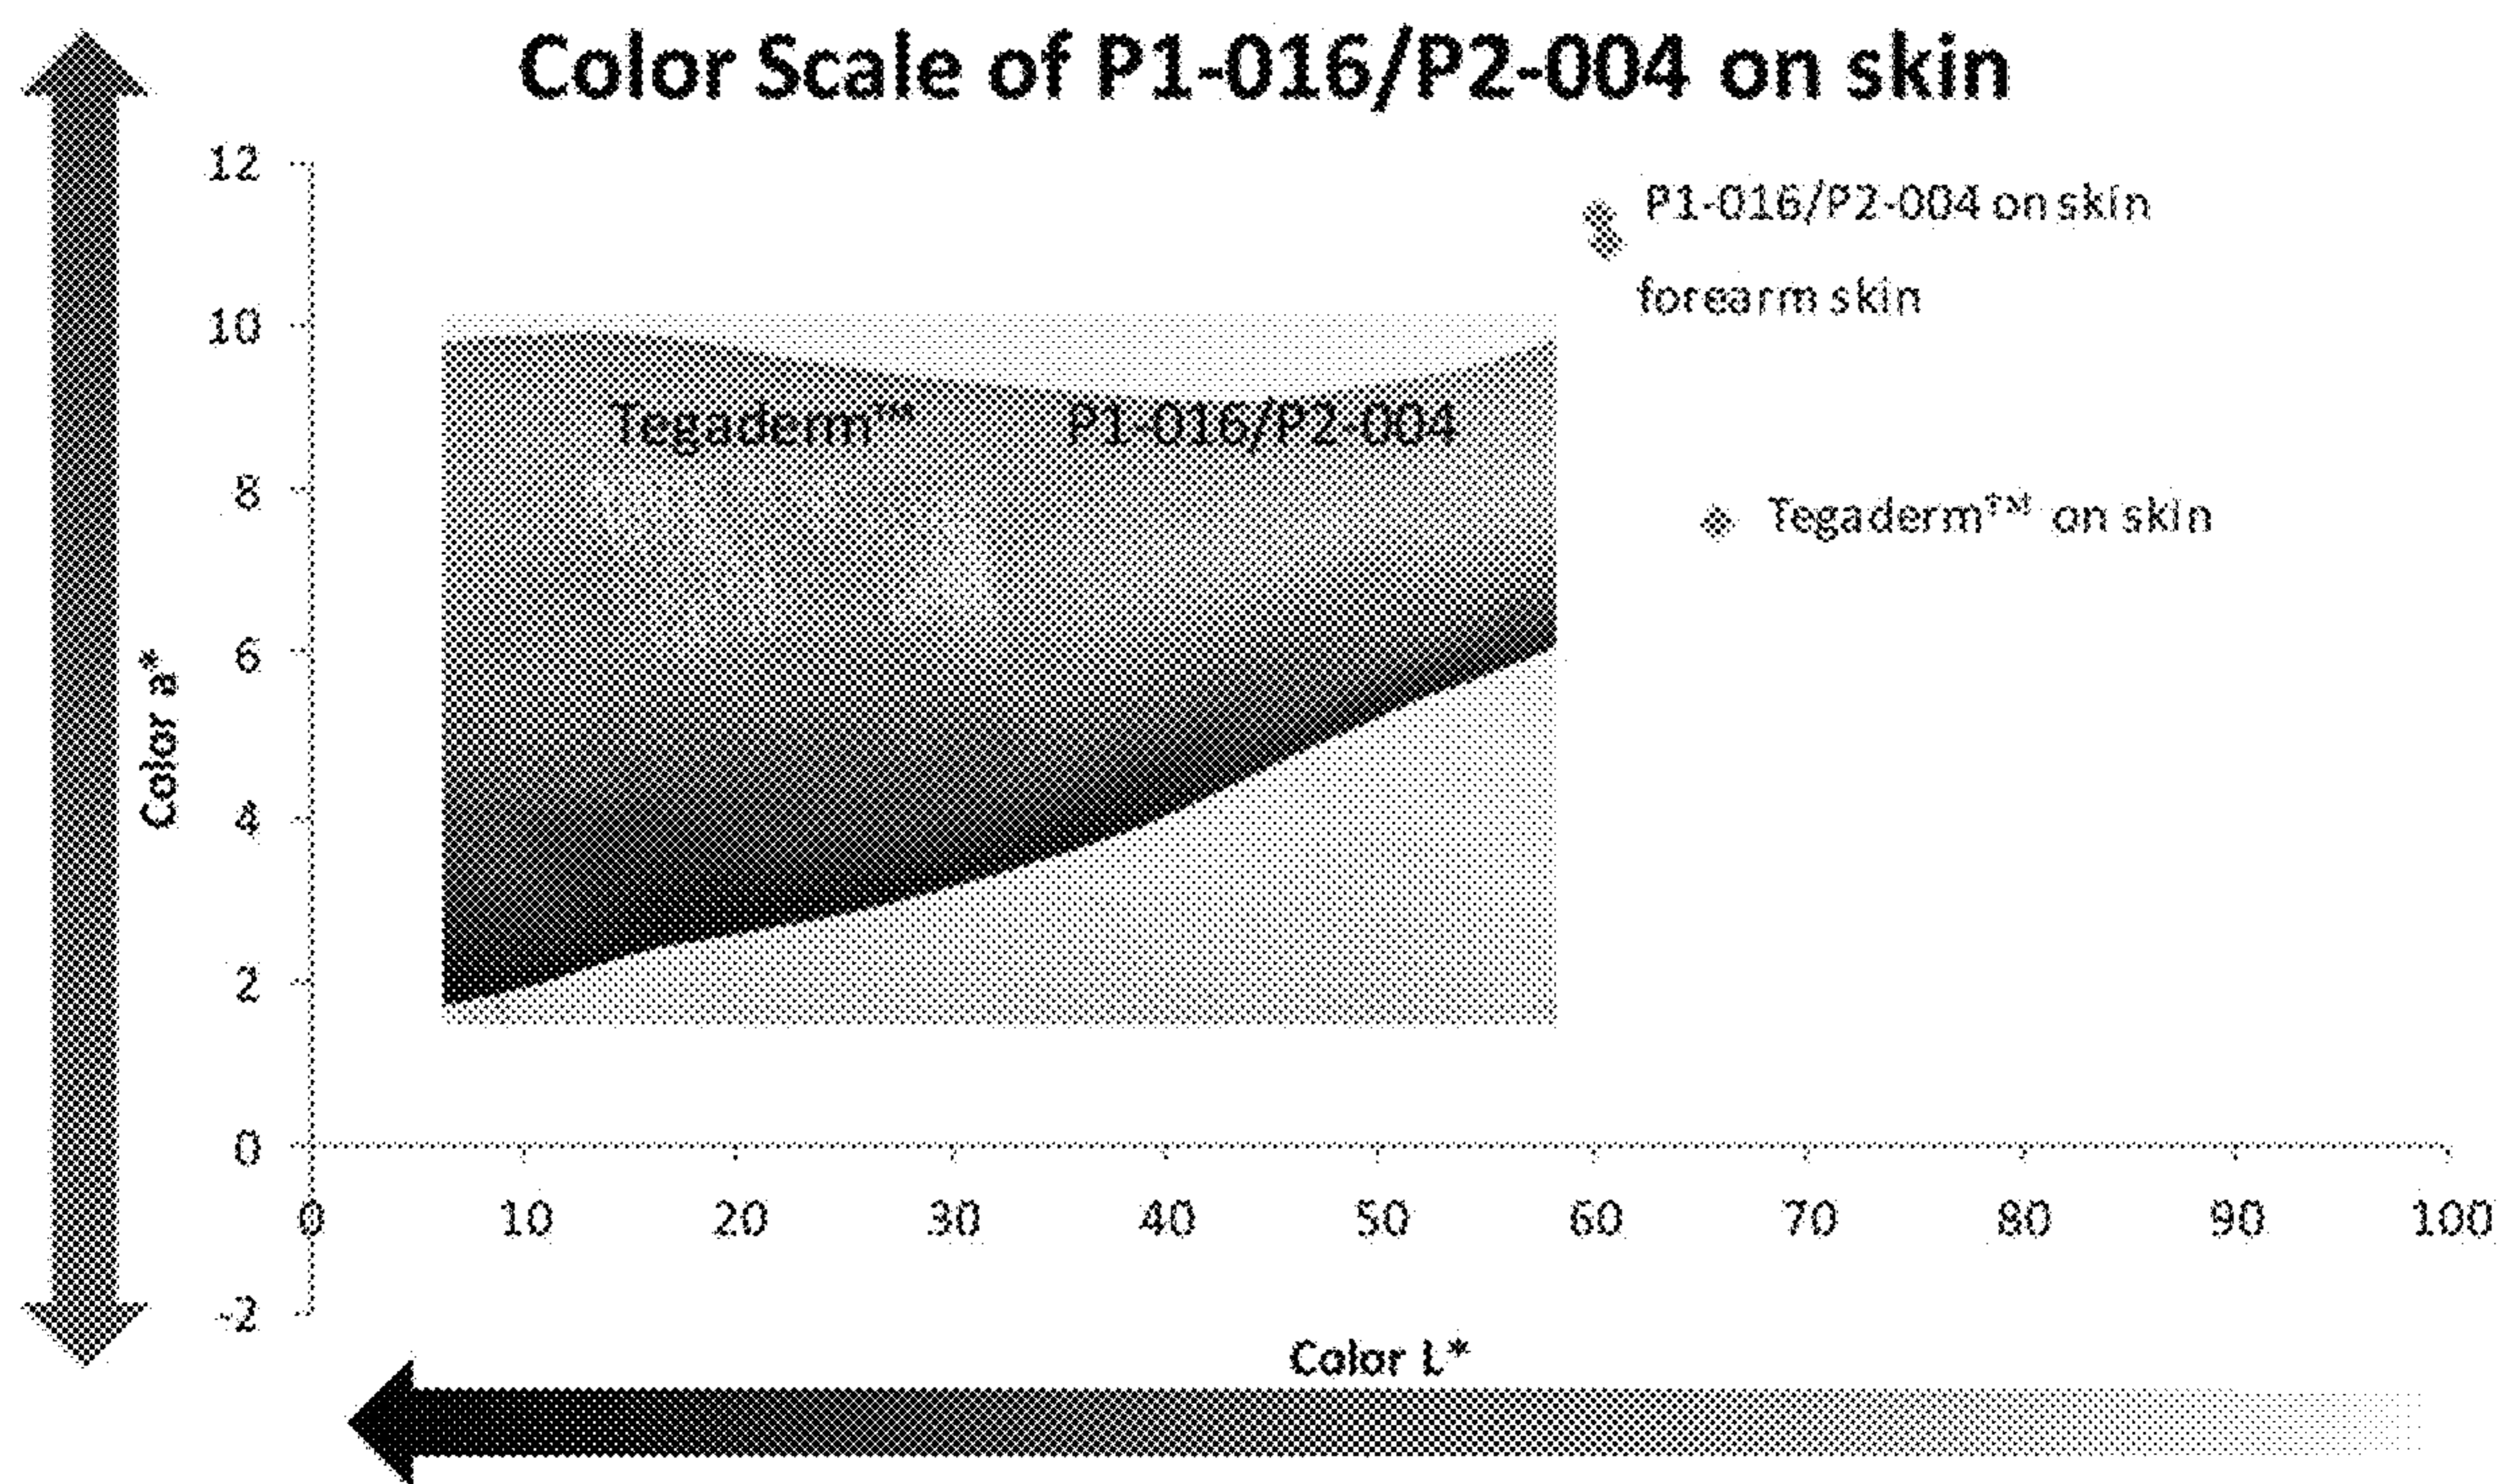 Color Scale of P1-016/P2-004 on skin
12
P1-016/P2-004 on skin
forearm skin
10
Tegaderm™ P1-016/P2-004
8
Tegaderm™ on skin
6
Color a*
4
2
0
0 10 20 30 40 50 60 70 80 90 100
-2
Color L*